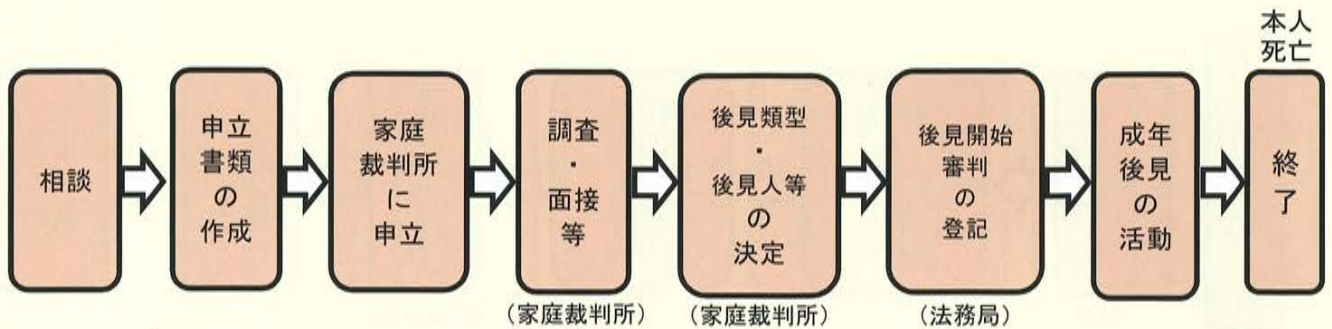 相談
申立
書類
の
作成
家庭
裁判所
に
申立
調査
・
面接
等
(家庭裁判所)
後見類型
・
後見人等
の
決定
(家庭裁判所)
後見開始
審判
の
登記
(法務局)
成年
後見
の
活動
本人
死亡
終
了